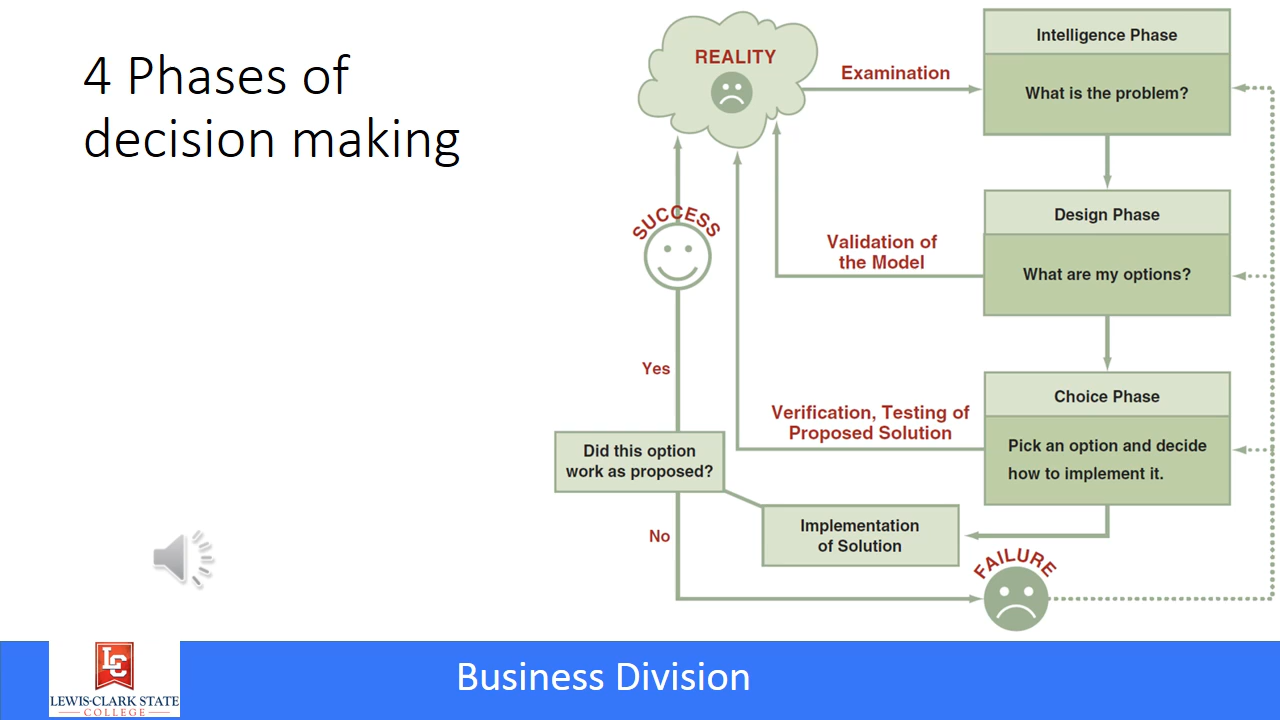 4 Phases of
decision making
REALITY
Examination
Intelligence Phase
What is the problem?
Design Phase
What are my options?
Validation of
the Model
SUCCESS
Yes
Choice Phase
Pick an option and decide
how to implement it.
Verification, Testing of
Proposed Solution
Did this option
work as proposed?
No
Implementation
of Solution
FAILURE
LC
LEWIS-CLARK STATE
COLLEGE
Business Division